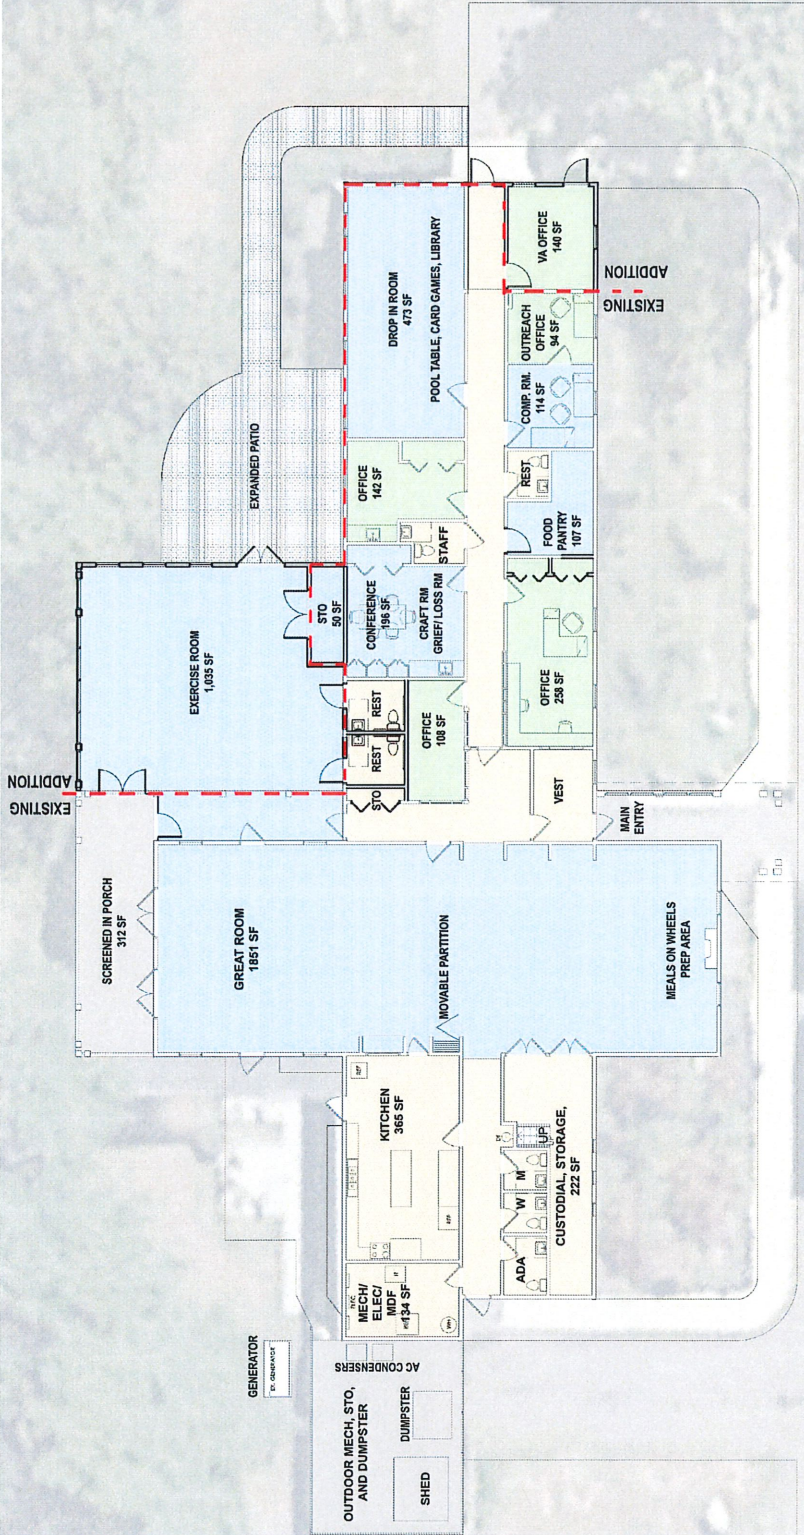 EXISTING
ADDITION
SCREENED IN PORCH
312 SF
EXERCISE ROOM
1,035 SF
EXPANDED PATIO
STO
50 SF
GREAT ROOM
1851 SF
MOVABLE PARTITION
MEALS ON WHEELS
PREP AREA
STO
REST
REST
OFFICE
108 SF
CONFERENCE
196 SF
CRAFT RM
GRIEF/ LOSS RM
OFFICE
142 SF
STAFF
DROP IN ROOM
473 SF
POOL TABLE, CARD GAMES, LIBRARY
VEST
MAIN
ENTRY
OFFICE
258 SF
FOOD
PANTRY
107 SF
REST
COMP. RM.
114 SF
OUTREACH
OFFICE
94 SF
VA OFFICE
140 SF
EXISTING
ADDITION
GENERATOR
OUTDOOR MECH, STO,
AND DUMPSTER
SHED
DUMPSTER
AC CONDENSERS
MECH/
ELEC/
MDF
134 SF
KITCHEN
365 SF
REF
ADA
W
M
UP
CUSTODIAL, STORAGE,
222 SF